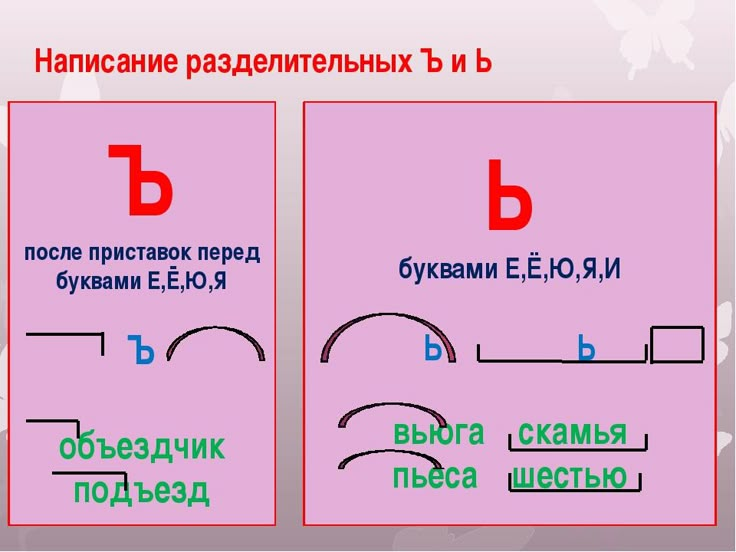 Написание разделительных Ъ и Ь
Ъ
после приставок перед
буквами Е,Ё,Ю,Я
Ъ
объездчик
подъезд
Ь
буквами Е,Ё,Ю,Я,И
Ь Ь
вьюга скамья
пьеса шестью